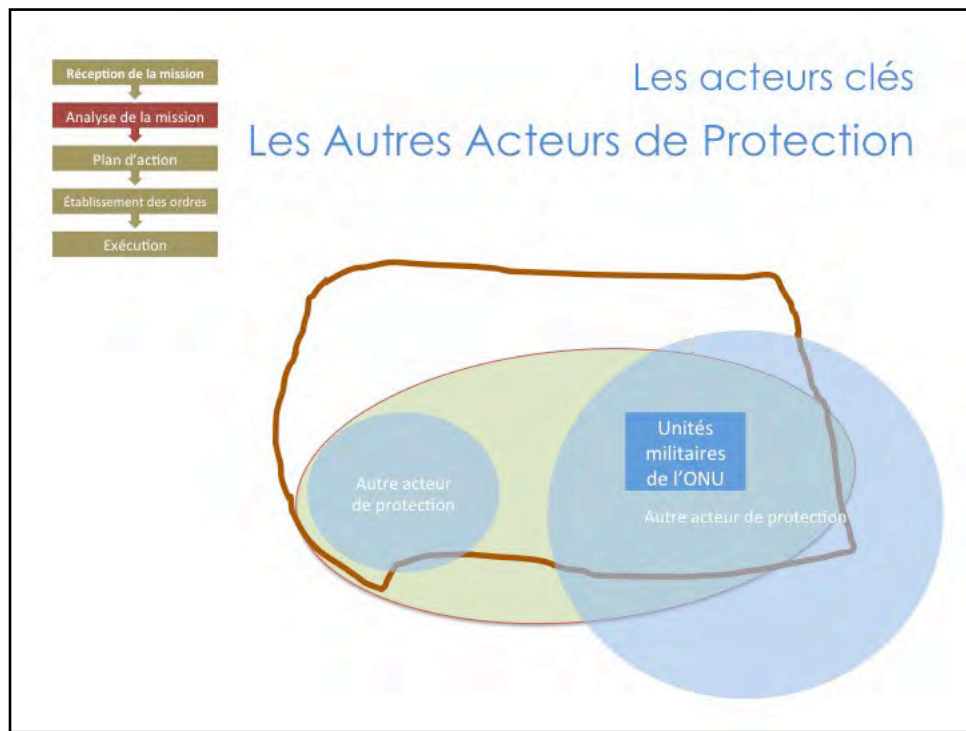 Réception de la mission
Analyse de la mission
Plan d'action
Établissement des ordres
Exécution
Les acteurs clés
Les Autres Acteurs de Protection
Autre acteur
de protection
Unités
militaires
de l'ONU
Autre acteur de protection